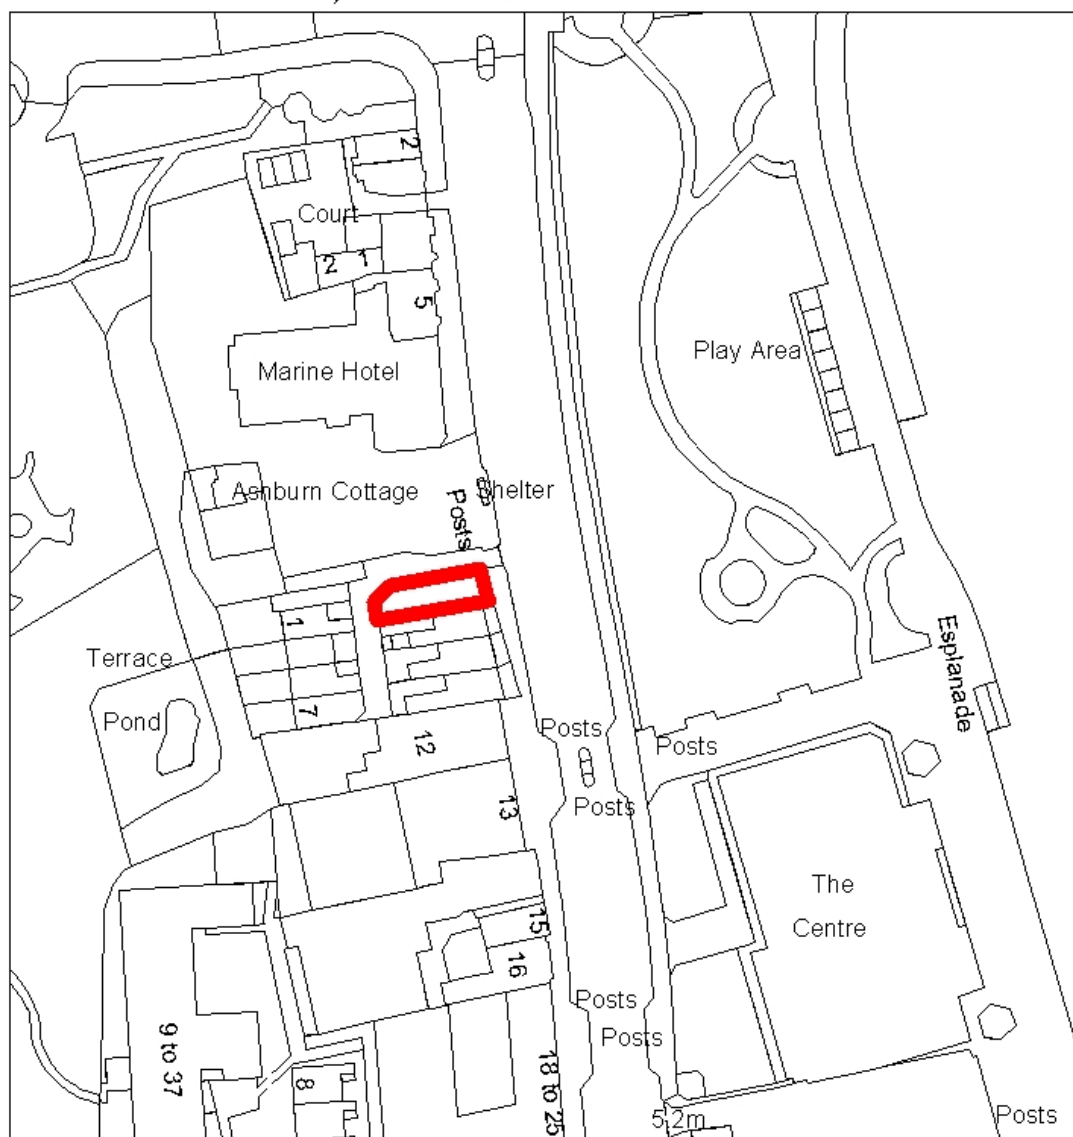 2
Court
2 1
5
Play Area
Marine Hotel
Ashburn Cottage
Shelter
Posts
1
Esplanade
Terrace
7
Pond
Posts
Posts
12
13
Posts
The
Centre
15
16
Posts
Posts
9 to 37
8
18 to 25
5.2m
Posts